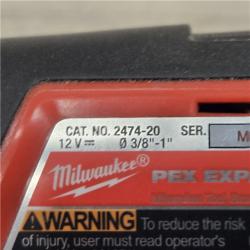 CAT. NO. 2474-20 SER. M
12 V ⎓ Ø 3/8"-1"
Milwaukee®
PEX EXP
WARNING To reduce the risk
of injury, user must read operator's